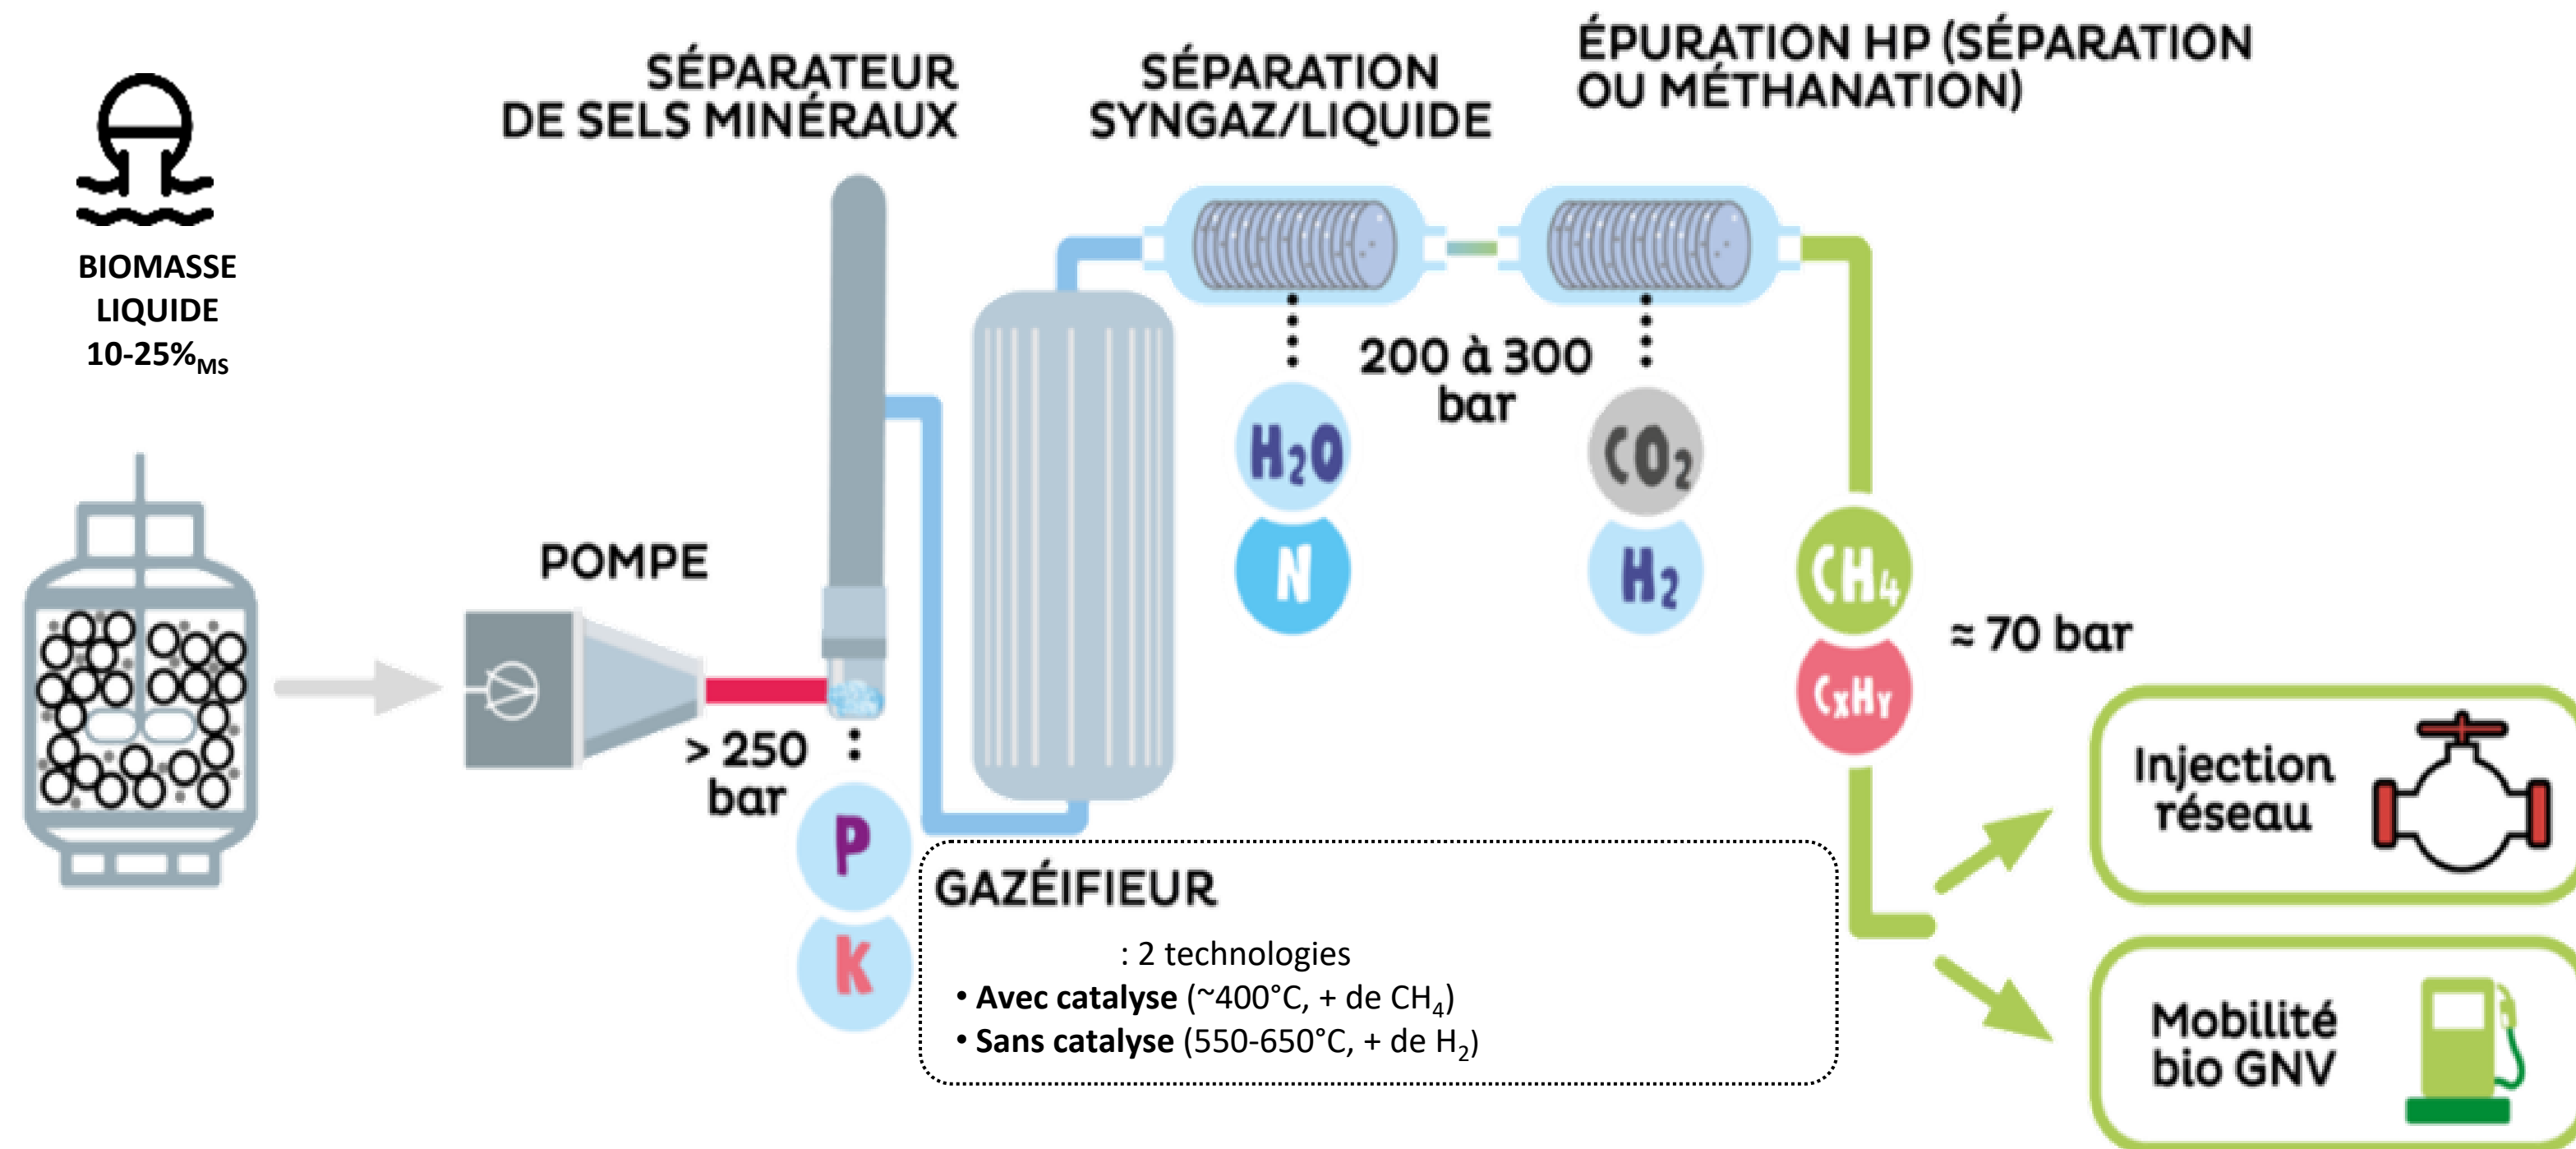 BIOMASSE
LIQUIDE
10-25%MS
SÉPARATEUR
DE SELS MINÉRAUX
SÉPARATION
SYNGAZ/LIQUIDE
ÉPURATION HP (SÉPARATION
OU MÉTHANATION)
POMPE
> 250
bar
P
K
200 à 300
bar
H₂O
N
CO₂
H₂
CH₄
CXHY
≈ 70 bar
GAZÉIFIEUR
: 2 technologies
• Avec catalyse (~400°C, + de CH₄)
• Sans catalyse (550-650°C, + de H₂)
Injection
réseau
Mobilité
bio GNV